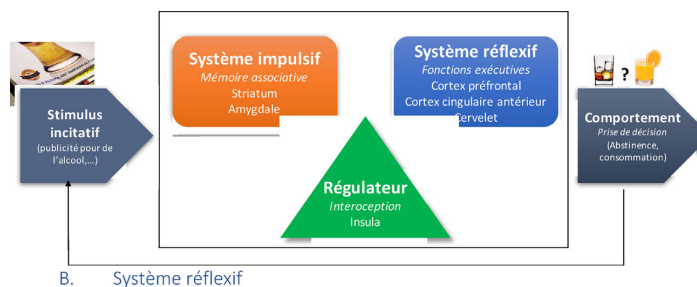 Système impulsif
Mémoire associative
Striatum
Amygdale
Système réflexif
Fonctions exécutives
Cortex préfrontal
Cortex cingulaire antérieur
Cervelet
Stimulus
incitatif
(publicité pour de
l'alcool,...)
?
Comportement
Prise de décision
(Abstinence,
consommation)
Régulateur
Interoception
Insula
B. Système réflexif